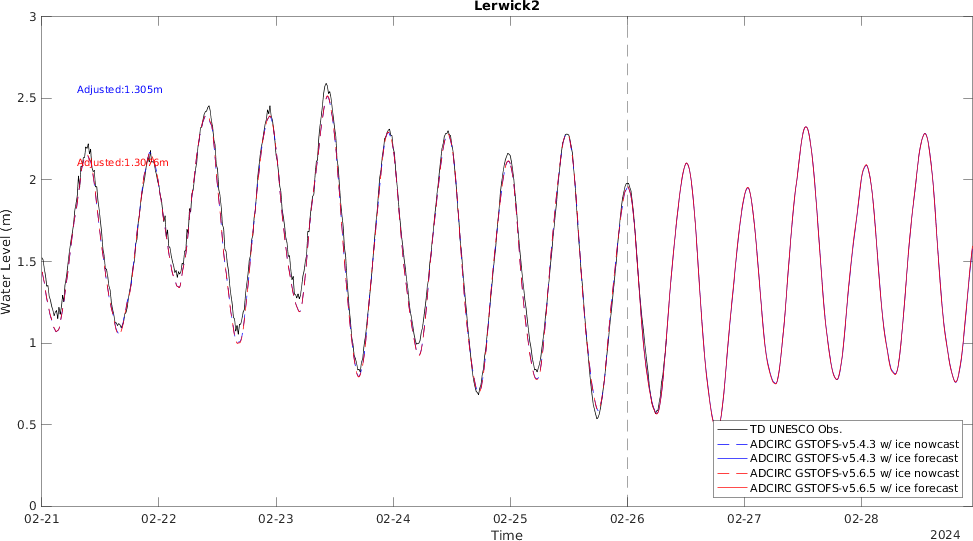 Lerwick2
3
2.5
2
1.5
1
0.5
0
Water Level (m)
Adjusted:1.305m
Adjusted:1.3076m
TD UNESCO Obs.
ADCIRC GSTOFS-v5.4.3 w/ ice nowcast
ADCIRC GSTOFS-v5.4.3 w/ ice forecast
ADCIRC GSTOFS-v5.6.5 w/ ice nowcast
ADCIRC GSTOFS-v5.6.5 w/ ice forecast
02-21 02-22 02-23 02-24 02-25 02-26 02-27 02-28
Time
2024